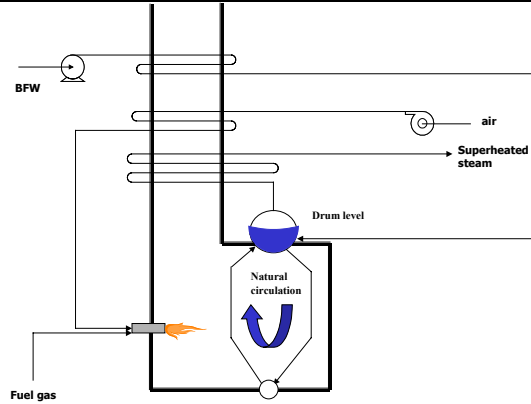 BFW
air
Superheated
steam
Drum level
Natural
circulation
Fuel gas